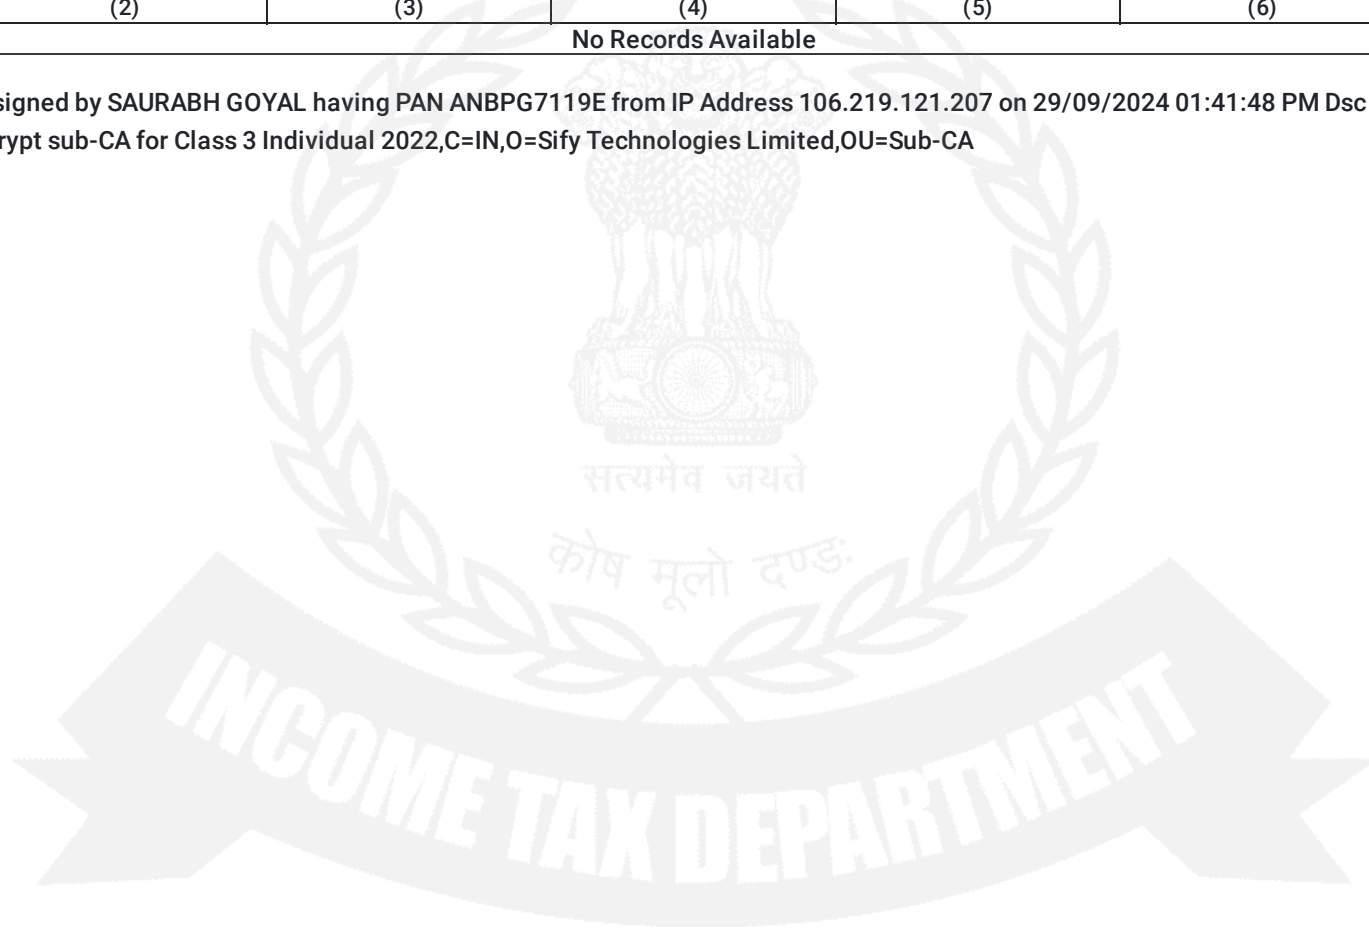 (2) (3) (4) (5) (6)
No Records Available
signed by SAURABH GOYAL having PAN ANBPG7119E from IP Address 106.219.121.207 on 29/09/2024 01:41:48 PM Dsc
rypt sub-CA for Class 3 Individual 2022,C=IN,O=Sify Technologies Limited,OU=Sub-CA
सत्यमेव जयते
कोष मूलो दण्डः
INCOME TAX DEPARTMENT